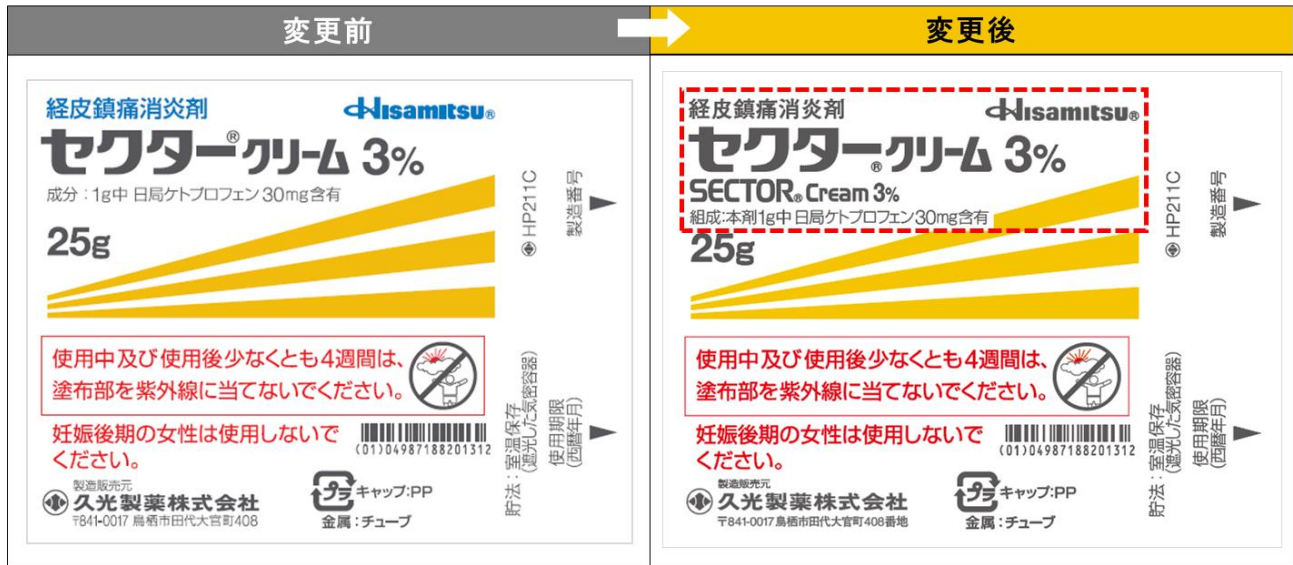 変更前
変更後
経皮鎮痛消炎剤
Hisamitsu®
セクター®クリーム 3%
成分：1g中 日局ケトプロフェン30mg含有
25g
HP211C
製造番号
使用中及び使用後少なくとも4週間は、
塗布部を紫外線に当てないでください。
妊娠後期の女性は使用しないで
ください。
(01)04987188201312
貯法：室温保存
(遮光した気密容器)
使用期限
(西暦年月)
製造販売元
久光製薬株式会社
〒841-0017 鳥栖市田代大官町408
プラ
キャップ:PP
金属：チューブ
経皮鎮痛消炎剤
Hisamitsu®
セクター®クリーム 3%
SECTOR® Cream 3%
組成:本剤1g中 日局ケトプロフェン30mg含有
25g
HP211C
製造番号
使用中及び使用後少なくとも4週間は、
塗布部を紫外線に当てないでください。
妊娠後期の女性は使用しないで
ください。
(01)04987188201312
貯法：室温保存
(遮光した気密容器)
使用期限
(西暦年月)
製造販売元
久光製薬株式会社
〒841-0017 鳥栖市田代大官町408番地
プラ
キャップ:PP
金属：チューブ